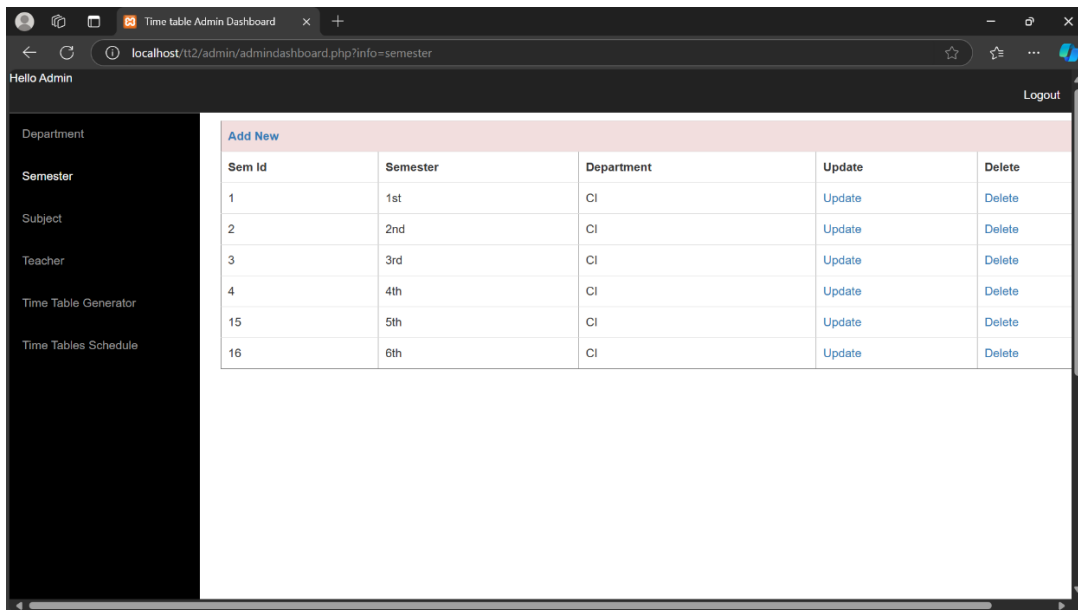 Time table Admin Dashboard
localhost/tt2/admin/admindashboard.php?info=semester
Hello Admin
Logout
Department
Semester
Subject
Teacher
Time Table Generator
Time Tables Schedule
Add New
Sem Id Semester Department Update Delete
1 1st CI Update Delete
2 2nd CI Update Delete
3 3rd CI Update Delete
4 4th CI Update Delete
15 5th CI Update Delete
16 6th CI Update Delete